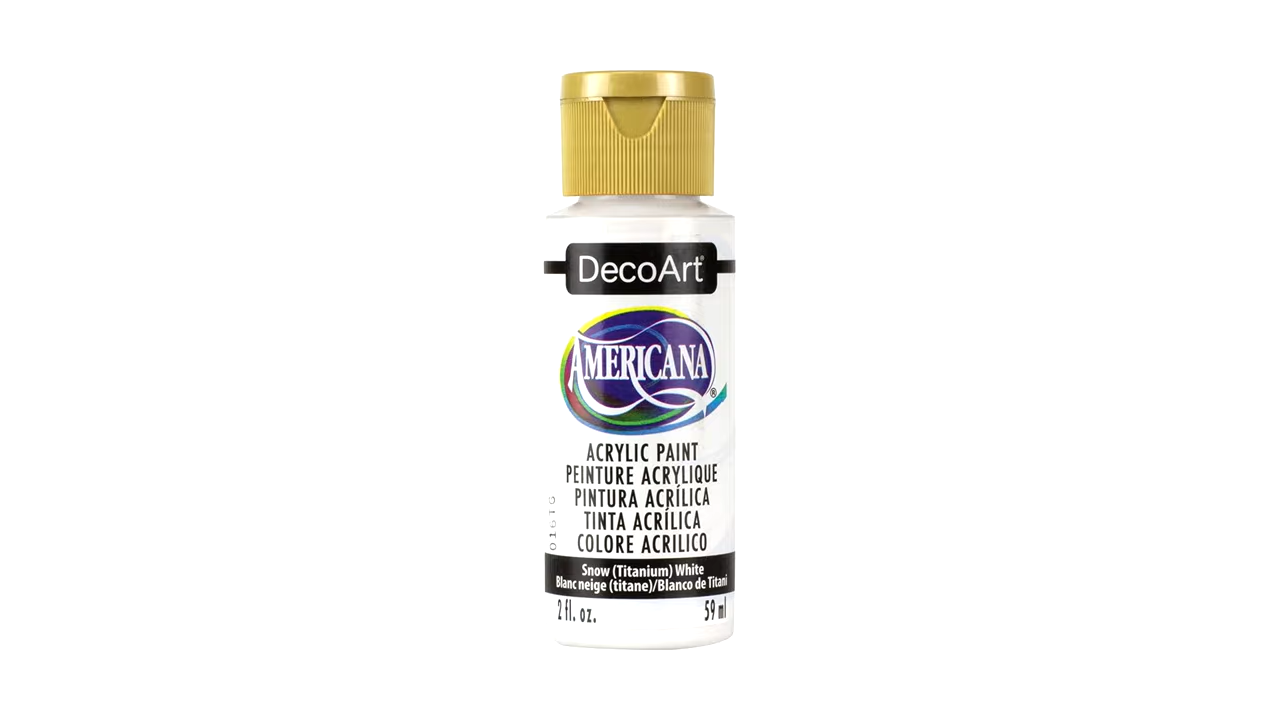 DecoArt®
AMERICANA®
ACRYLIC PAINT
PEINTURE ACRYLIQUE
PINTURA ACRÍLICA
TINTA ACRÍLICA
COLORE ACRILICO
Snow (Titanium) White
Blanc neige (titane)/Blanco de Titani
2 fl. oz. 59 ml